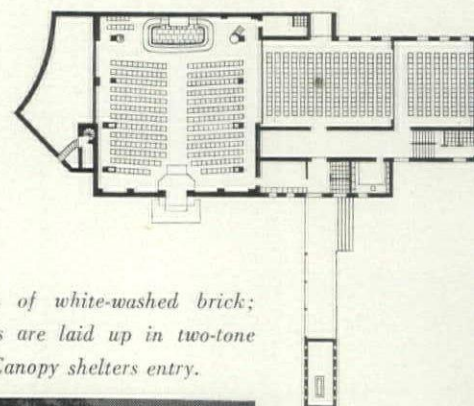 of white-washed brick;
are laid up in two-tone
Canopy shelters entry.